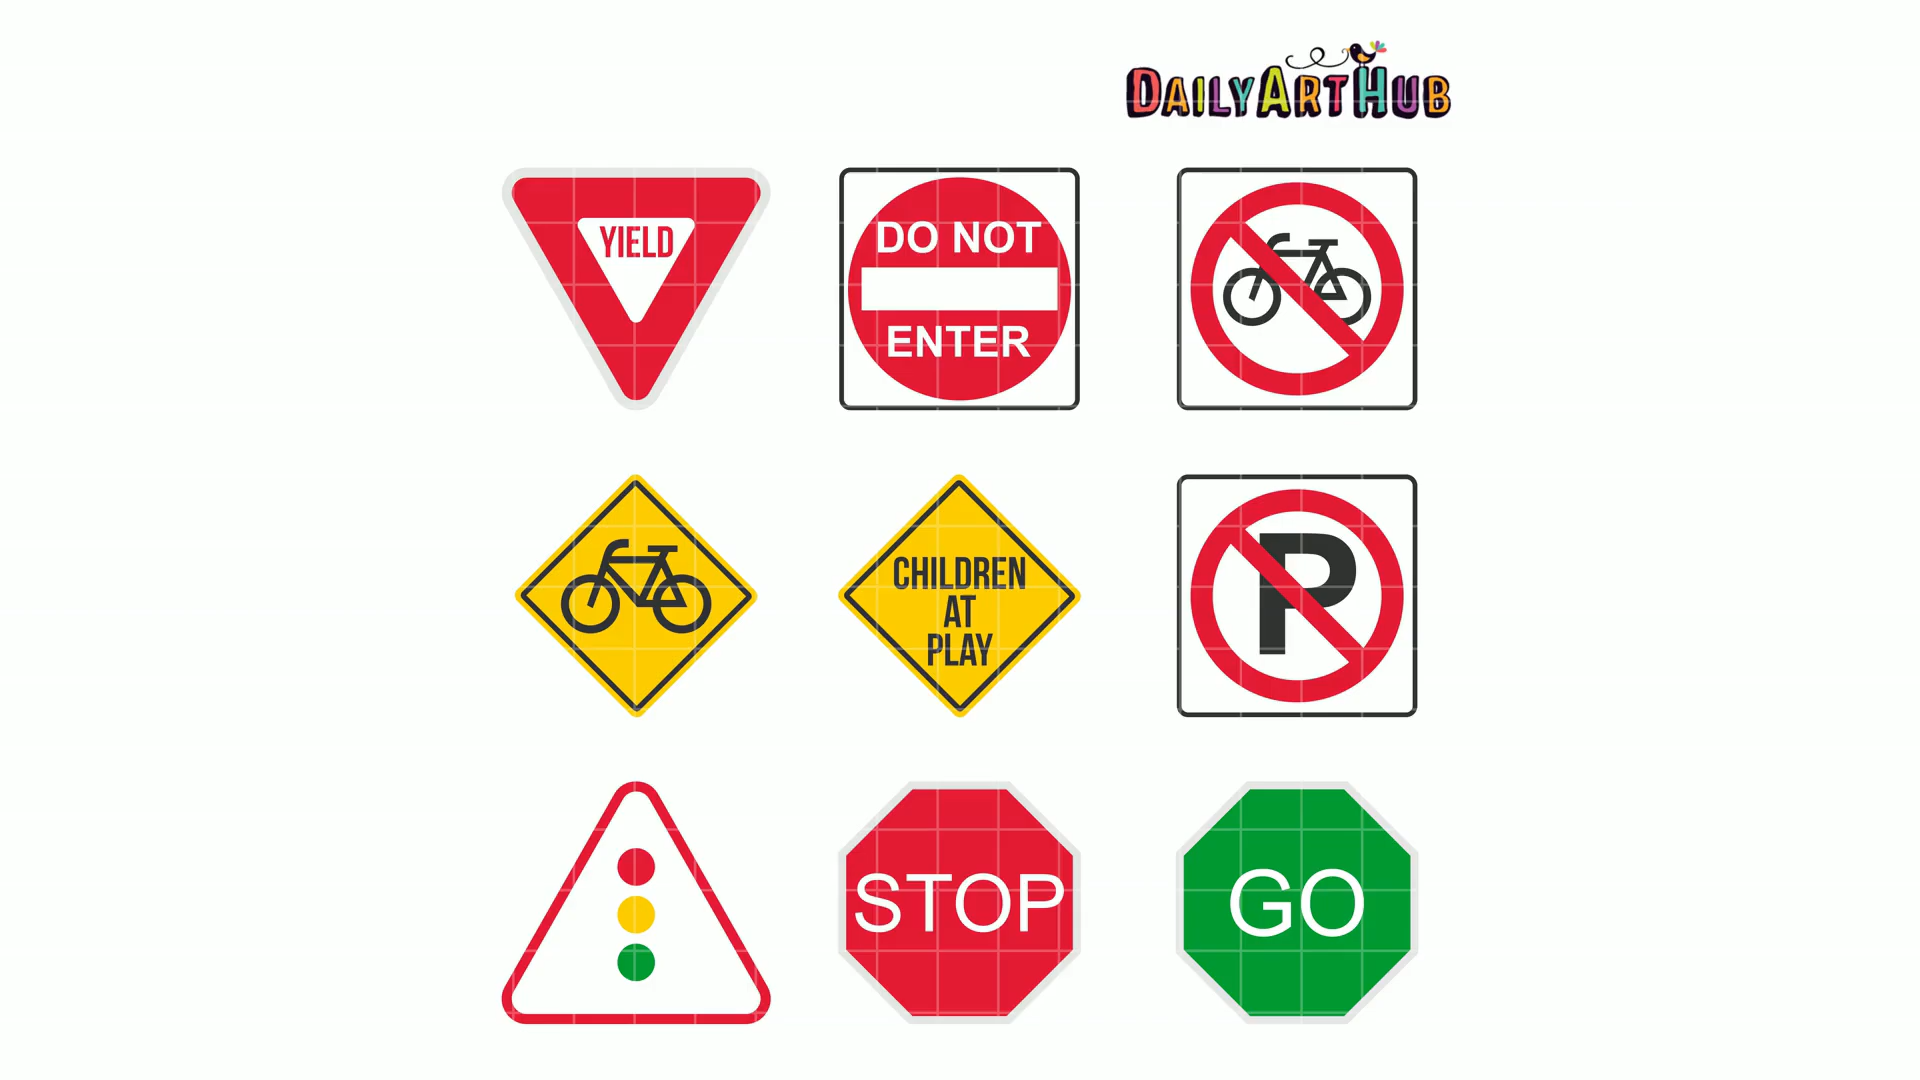 DAILYARTHUB
YIELD
DO NOT
ENTER
CHILDREN
AT
PLAY
P
STOP
GO